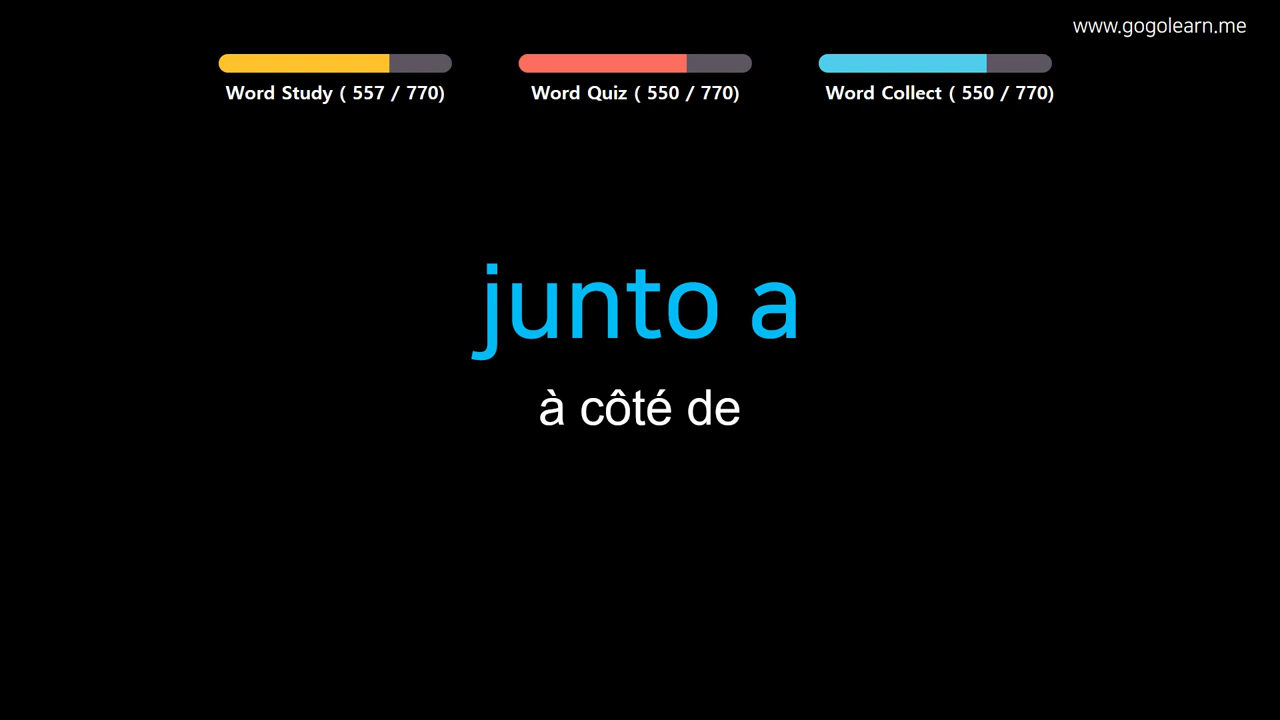 www.gogolearn.me
Word Study ( 557 / 770)
Word Quiz ( 550 / 770)
Word Collect ( 550 / 770)
junto a
à côté de